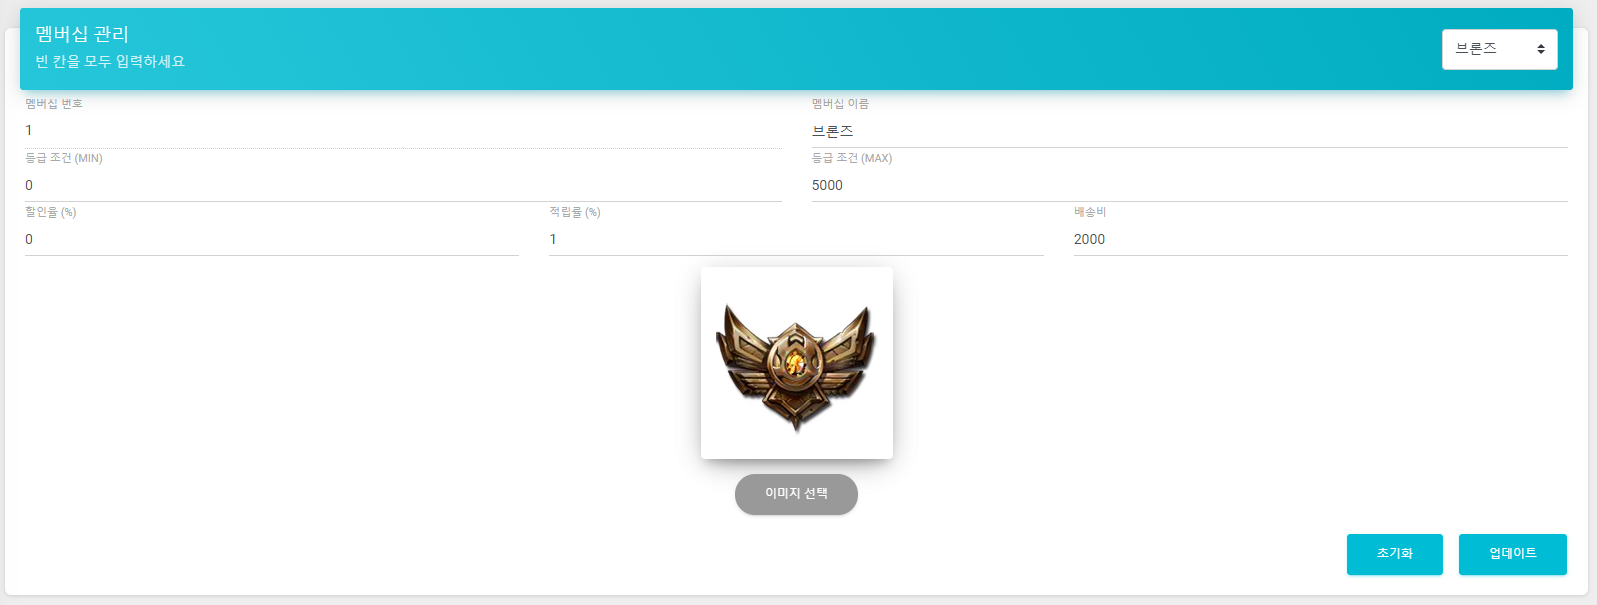 멤버십 관리
빈 칸을 모두 입력하세요
브론즈
멤버십 번호
1
멤버십 이름
브론즈
등급 조건 (MIN)
0
등급 조건 (MAX)
5000
할인율 (%)
0
적립률 (%)
1
배송비
2000
이미지 선택
초기화
업데이트